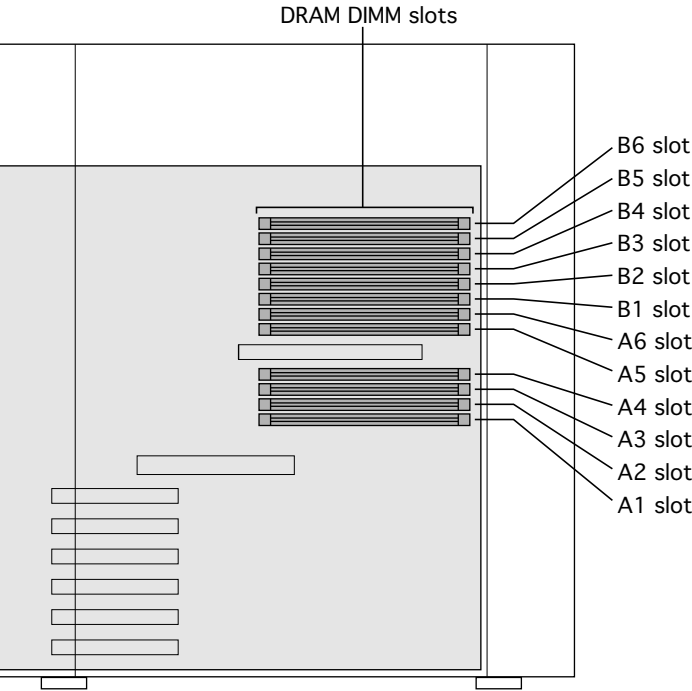 DRAM DIMM slots
B6 slot
B5 slot
B4 slot
B3 slot
B2 slot
B1 slot
A6 slot
A5 slot
A4 slot
A3 slot
A2 slot
A1 slot